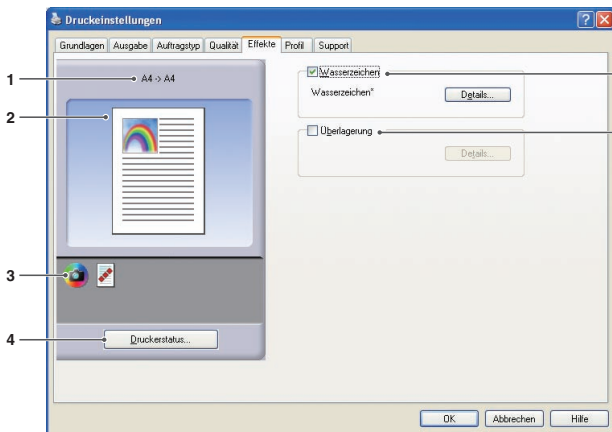 Druckeinstellungen
Grundlagen Ausgabe Auftragstyp Qualität Effekte Profil Support
1
A4 -> A4
Wasserzeichen
Wasserzeichen* Details...
2
Überlagerung
Details...
3
4
Druckerstatus...
OK Abbrechen Hilfe